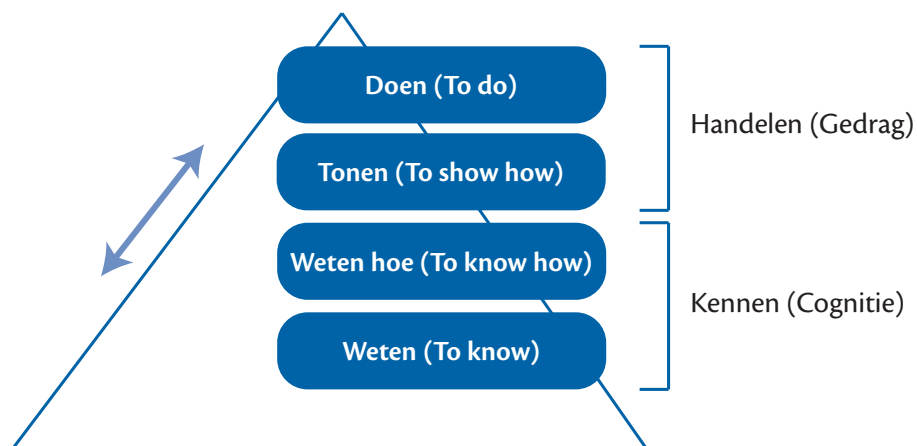 Doen (To do)
Tonen (To show how)
Handelen (Gedrag)
Weten hoe (To know how)
Weten (To know)
Kennen (Cognitie)